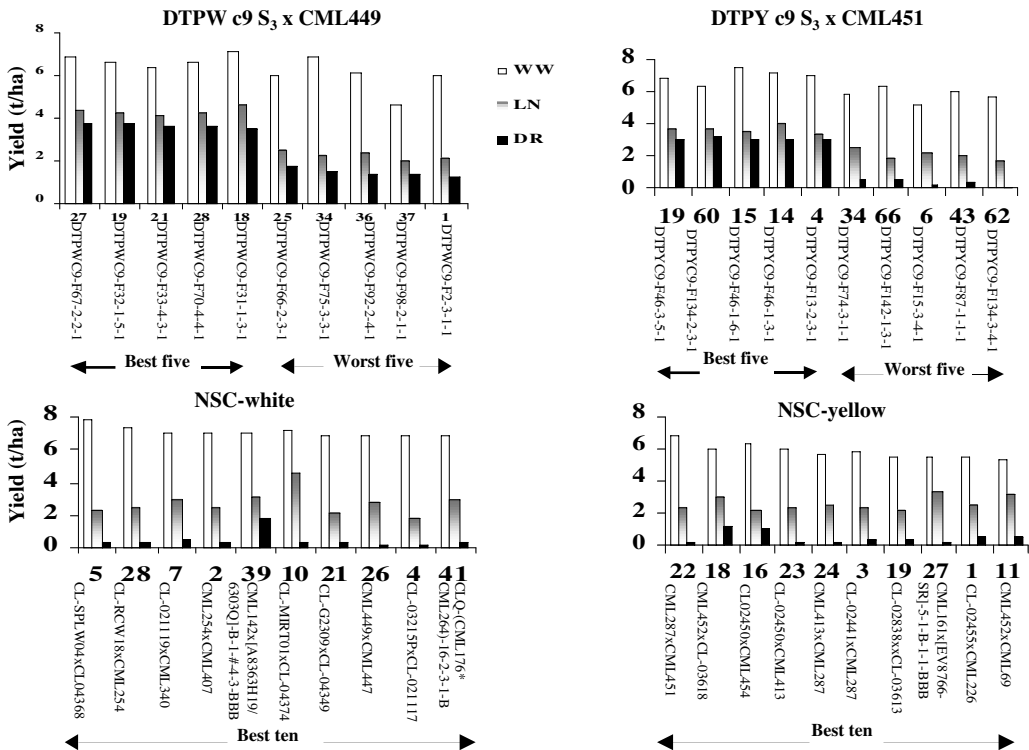 DTPW c9 S3 x CML449
DTPY c9 S3 x CML451
Yield (t/ha)
8
6
4
2
0
WW
LN
DR
8
6
4
2
0
27 19 21 28 18 25 34 36 37 1
DTPWC9-F67-2-2-1
DTPWC9-F32-1-5-1
DTPWC9-F33-4-3-1
DTPWC9-F70-4-4-1
DTPWC9-F31-1-3-1
DTPWC9-F66-2-3-1
DTPWC9-F75-3-3-1
DTPWC9-F92-2-4-1
DTPWC9-F98-2-1-1
DTPWC9-F2-3-1-1
Best five
Worst five
19 60 15 14 4 34 66 6 43 62
DTPYC9-F46-3-5-1
DTPYC9-F134-2-3-1
DTPYC9-F46-1-6-1
DTPYC9-F46-1-3-1
DTPYC9-F13-2-3-1
DTPYC9-F74-3-1-1
DTPYC9-F142-1-3-1
DTPYC9-F15-3-4-1
DTPYC9-F87-1-1-1
DTPYC9-F134-3-4-1
Best five
Worst five
NSC-white
Yield (t/ha)
8
6
4
2
0
5 28 7 2 39 10 21 26 4 41
CL-SPLW04xCL04368
CL-RCW18xCML254
CL-021119xCML340
CML254xCML407
CML142x[A8363H19/
6303Q]-B-1-#-4-3-BBB
CL-MIRT01xCL-04374
CL-G2309xCL-04349
CML449xCML447
CL-03215PxCL-021117
CLQ-(CML176*
CML264)-16-2-3-1-B
Best ten
NSC-yellow
8
6
4
2
0
22 18 16 23 24 3 19 27 1 11
CML287xCML451
CML452xCL-03618
CL02450xCML454
CL-02450xCML413
CML413xCML287
CL-02441xCML287
CL-02838xxCL-03613
CML161x[EV8766-
SR]-5-1-B-1-1-BBB
CL-02455xCML226
CML452xCML69
Best ten